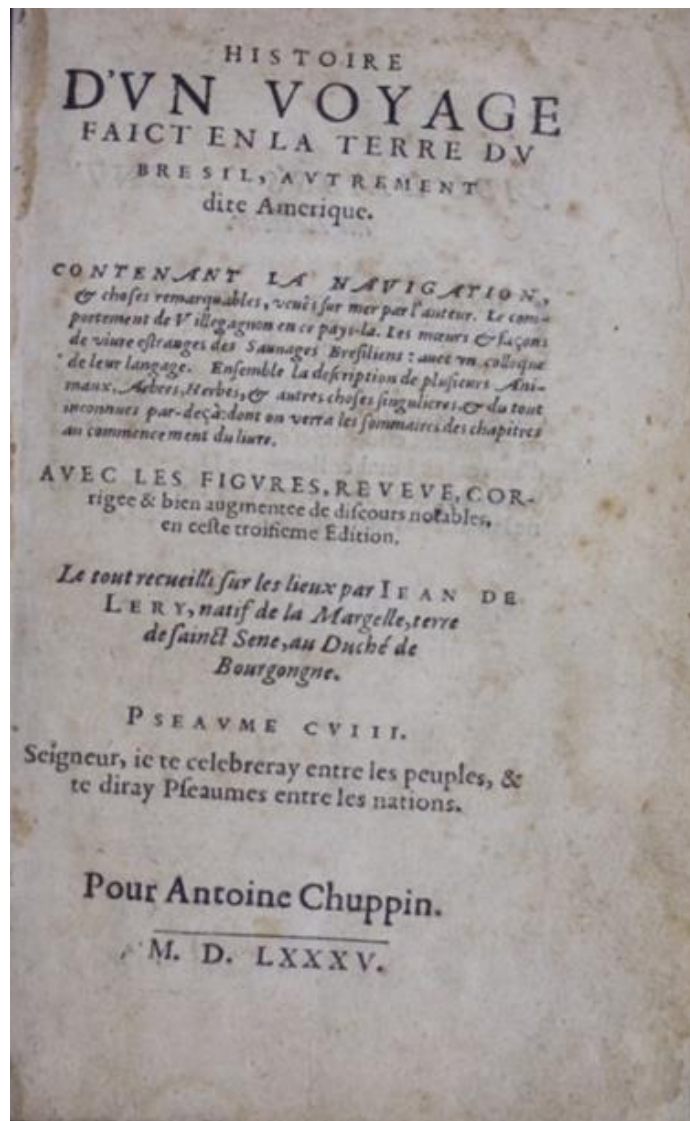 HISTOIRE
D'VN VOYAGE
FAICT EN LA TERRE DV
BRESIL, AVTREMENT
dite Amerique.
CONTENANT LA NAVIGATION,
& choſes remarquables, veuës ſur mer par l'auteur. Le com-
portement de Villegagnon en ce pays-là. Les mœurs & façons
de viure eſtranges des Sauuages Breſiliens: auec vn colloque
de leur langage. Enſemble la deſcription de pluſieurs Ani-
maux, Arbres, Herbes, & autres choſes ſingulieres, & du tout
inconnues par-deçà: dont on verra les ſommaires des chapitres
au commencement du liure.
AVEC LES FIGVRES, REVEVE, COR-
rigee & bien augmentee de diſcours notables,
en ceſte troiſieme Edition.
Le tout recueilli ſur les lieux par IEAN DE
LERY, natif de la Margelle, terre
de ſainct Sene, au Duché de
Bourgongne.
PSEAVME CVIII.
Seigneur, ie te celebreray entre les peuples, &
te diray Pſeaumes entre les nations.
Pour Antoine Chuppin.
M. D. LXXXV.